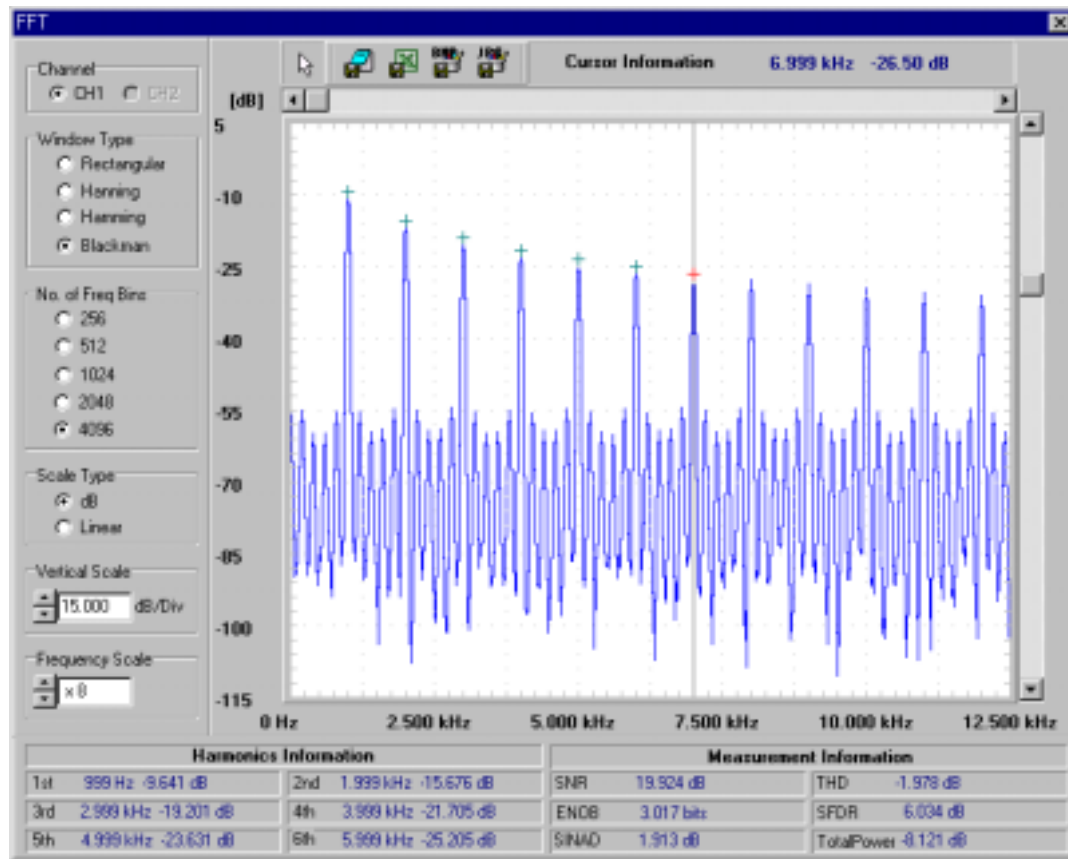 FFT
Channel
CH1 CH2
Window Type
Rectangular
Hanning
Hamming
Blackman
No. of Freq Bins
256
512
1024
2048
4096
Scale Type
dB
Linear
Vertical Scale
15.000 dB/Div
Frequency Scale
x 8
Cursor Information 6.999 kHz -26.50 dB
[dB]
5
-10
-25
-40
-55
-70
-85
-100
-115
0 Hz 2.500 kHz 5.000 kHz 7.500 kHz 10.000 kHz 12.500 kHz
Harmonics Information
1st 999 Hz -9.641 dB 2nd 1.999 kHz -15.676 dB
3rd 2.999 kHz -19.201 dB 4th 3.999 kHz -21.705 dB
5th 4.999 kHz -23.631 dB 6th 5.999 kHz -25.205 dB
Measurement Information
SNR 19.924 dB THD -1.978 dB
ENOB 3.017 bits SFDR 6.034 dB
SINAD 1.913 dB TotalPower -8.121 dB